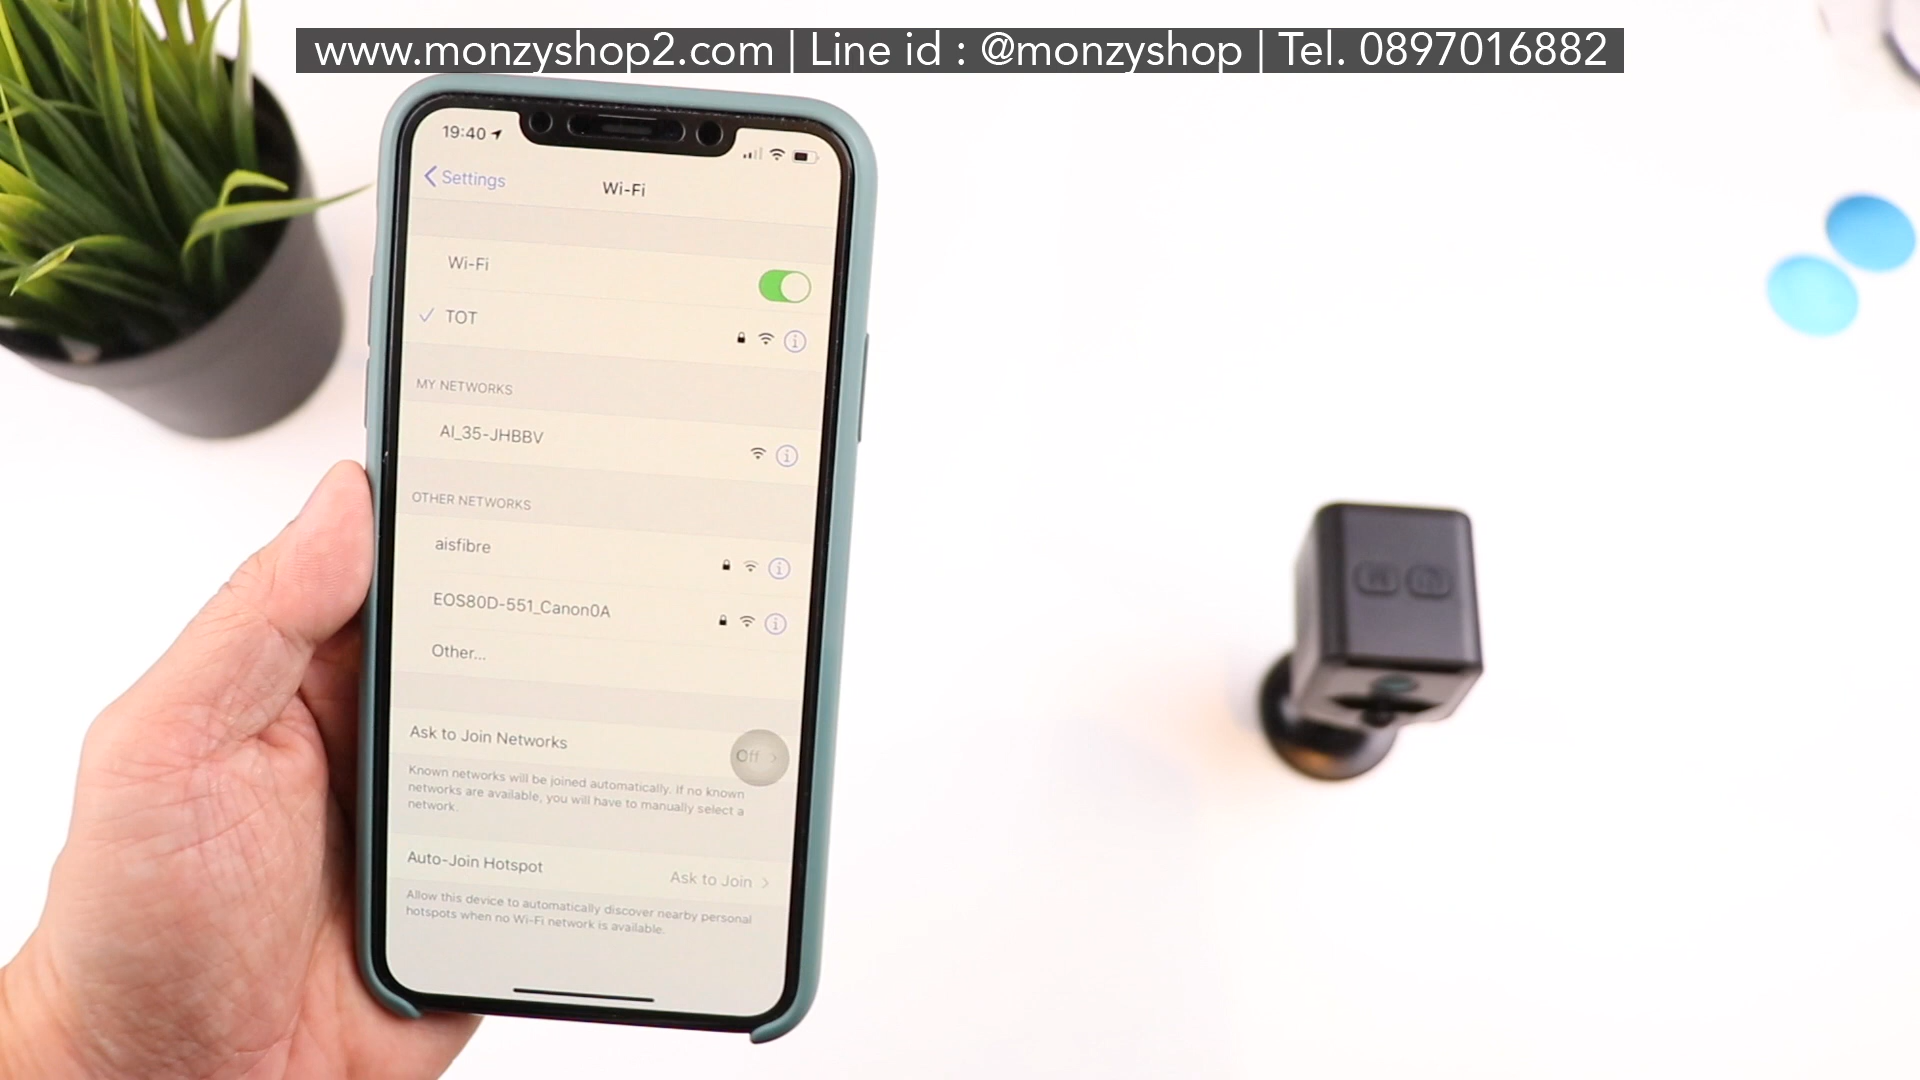 www.monzyshop2.com | Line id : @monzyshop | Tel. 0897016882
19:40
Settings
Wi-Fi
Wi-Fi
TOT
MY NETWORKS
AI_35-JHBBV
OTHER NETWORKS
aisfibre
EOS80D-551_Canon0A
Other...
Ask to Join Networks Off
Known networks will be joined automatically. If no known
networks are available, you will have to manually select a
network.
Auto-Join Hotspot Ask to Join
Allow this device to automatically discover nearby personal
hotspots when no Wi-Fi network is available.